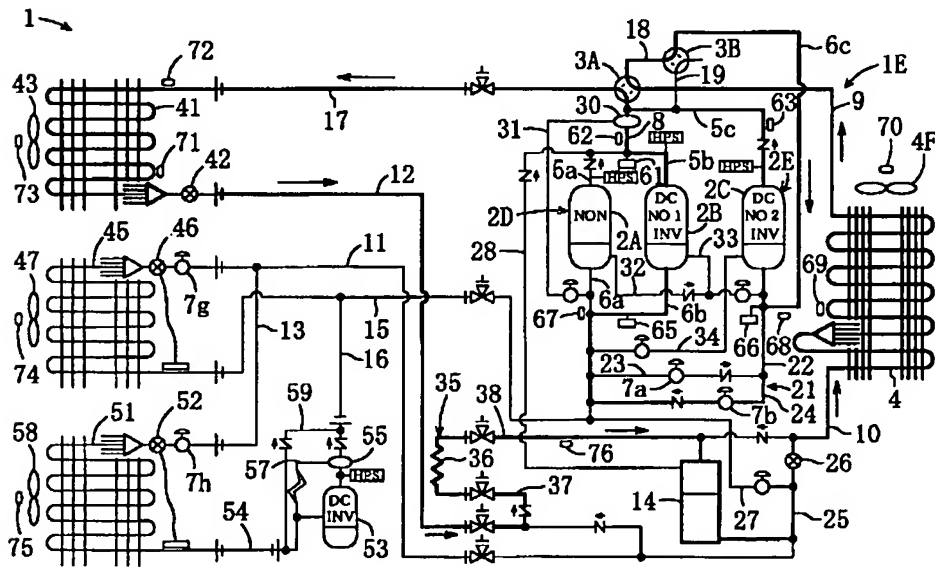 1
72
18
3B
6c
3A
1E
43
41
17
30
19
9
31
8
5c
63
70
4F
62
HPS
71
42
61
5b
5a
HPS
HPS
2E
73
12
2D
NON
2A
DC
NO 1
INV
2B
2C
DC
NO 2
INV
45
46
11
28
32
33
69
47
7g
6a
15
67
65
6b
66
68
13
34
74
16
22
23
7a
21
24
35
38
7b
4
51
52
59
55
10
58
57
7h
HPS
36
76
26
37
DC
INV
14
27
25
75
54
53